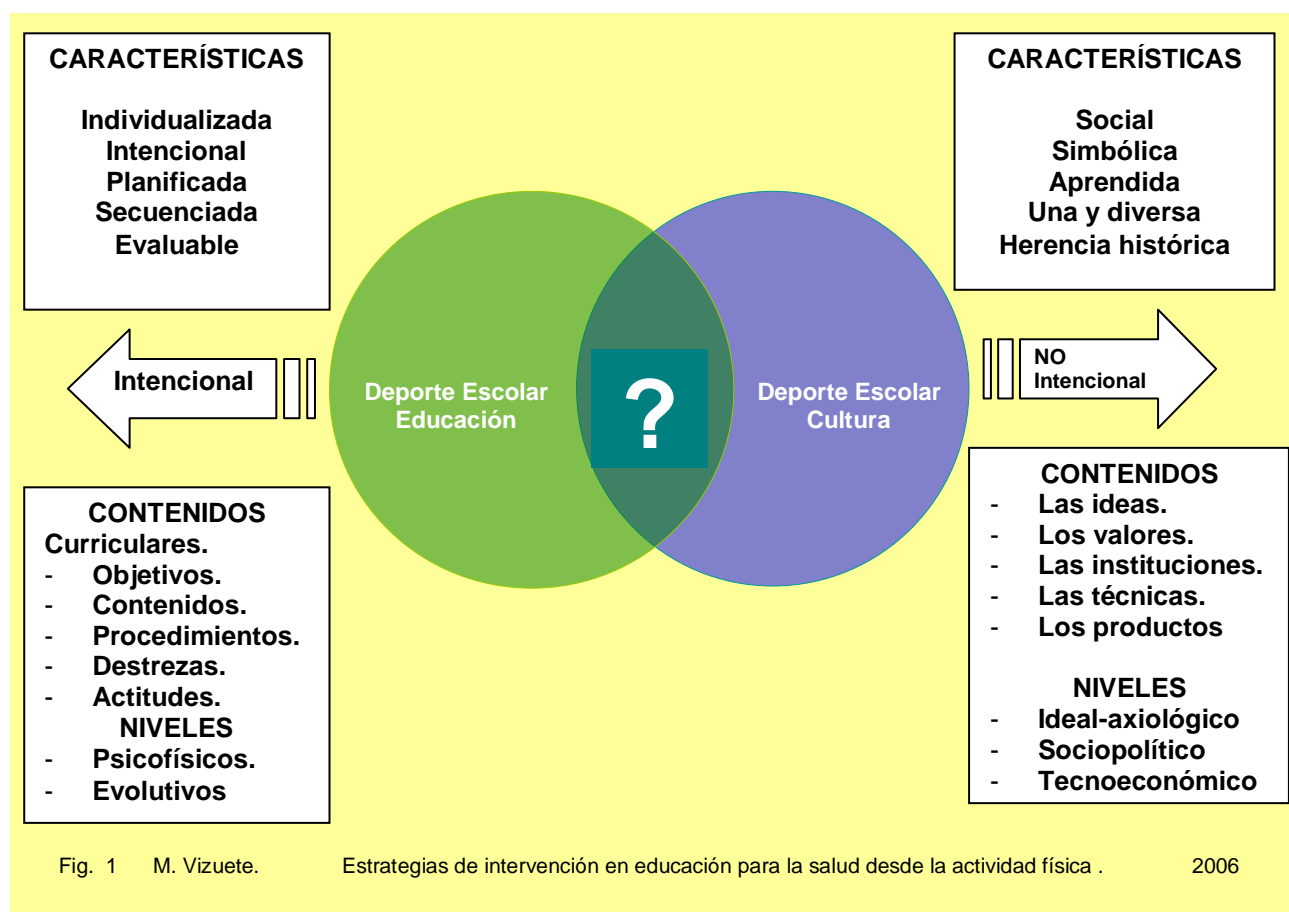 CARACTERÍSTICAS
Individualizada
Intencional
Planificada
Secuenciada
Evaluable
CARACTERÍSTICAS
Social
Simbólica
Aprendida
Una y diversa
Herencia histórica
Intencional
Deporte Escolar
Educación
?
Deporte Escolar
Cultura
NO
Intencional
CONTENIDOS
Curriculares.
- Objetivos.
- Contenidos.
- Procedimientos.
- Destrezas.
- Actitudes.
NIVELES
- Psicofísicos.
- Evolutivos
CONTENIDOS
- Las ideas.
- Los valores.
- Las instituciones.
- Las técnicas.
- Los productos
NIVELES
- Ideal-axiológico
- Sociopolítico
- Tecnoeconómico
Fig. 1 M. Vizuete. Estrategias de intervención en educación para la salud desde la actividad física . 2006